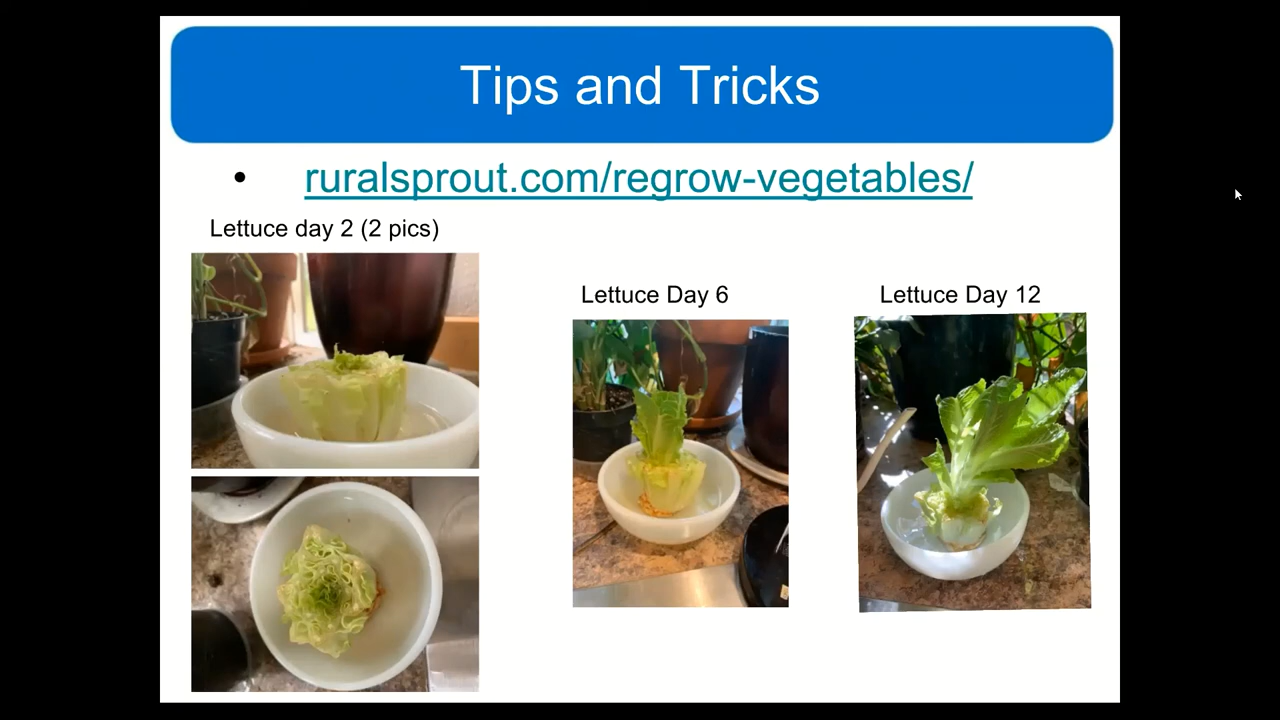 Tips and Tricks
• ruralsprout.com/regrow-vegetables/
Lettuce day 2 (2 pics)
Lettuce Day 6
Lettuce Day 12